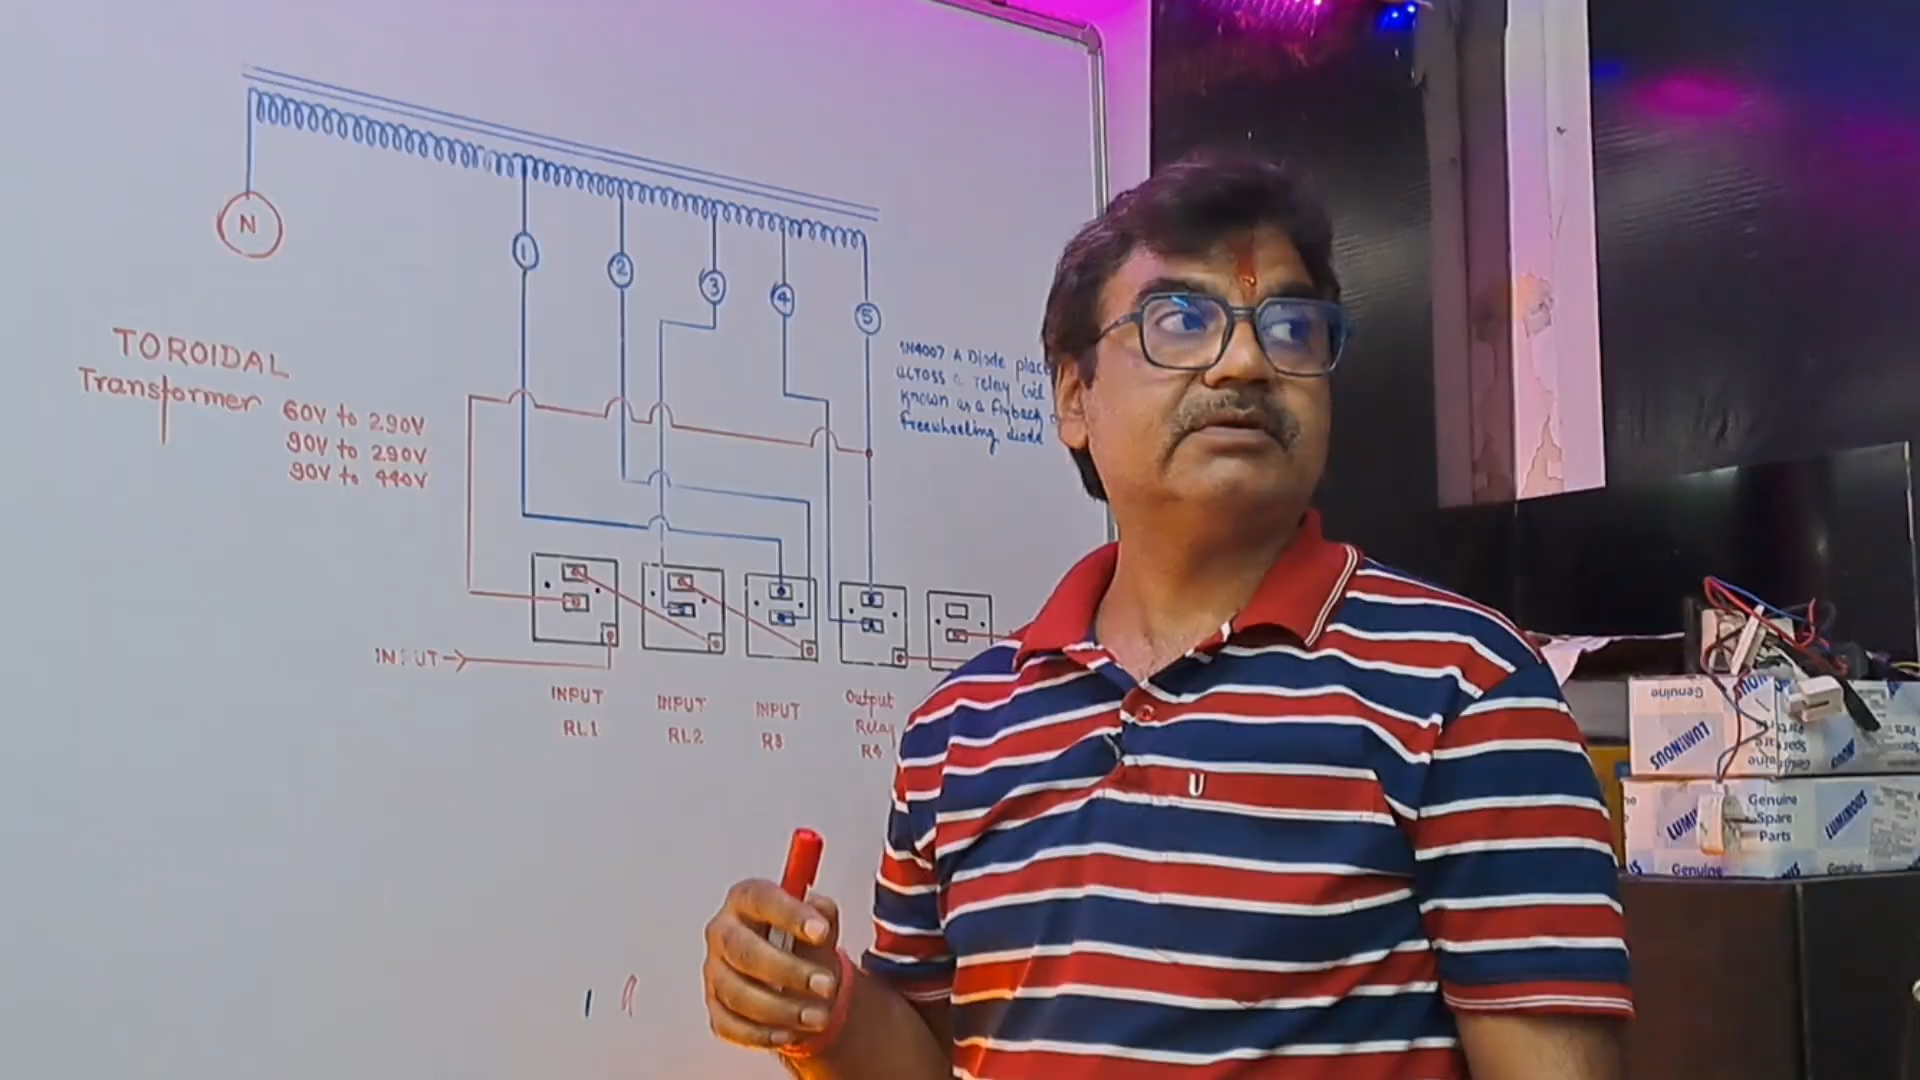 N
1
2
3
4
5
TOROIDAL
Transformer
60V to 290V
90V to 290V
90V to 440V
1N4007 A Diode
across a relay
known as a flyback
freewheeling diode
INPUT
INPUT
RL1
INPUT
RL2
INPUT
R3
Output
Relay
R4
U
Genuine
LUMINOUS
Genuine
Spare
Parts
LUMINOUS
Genuine